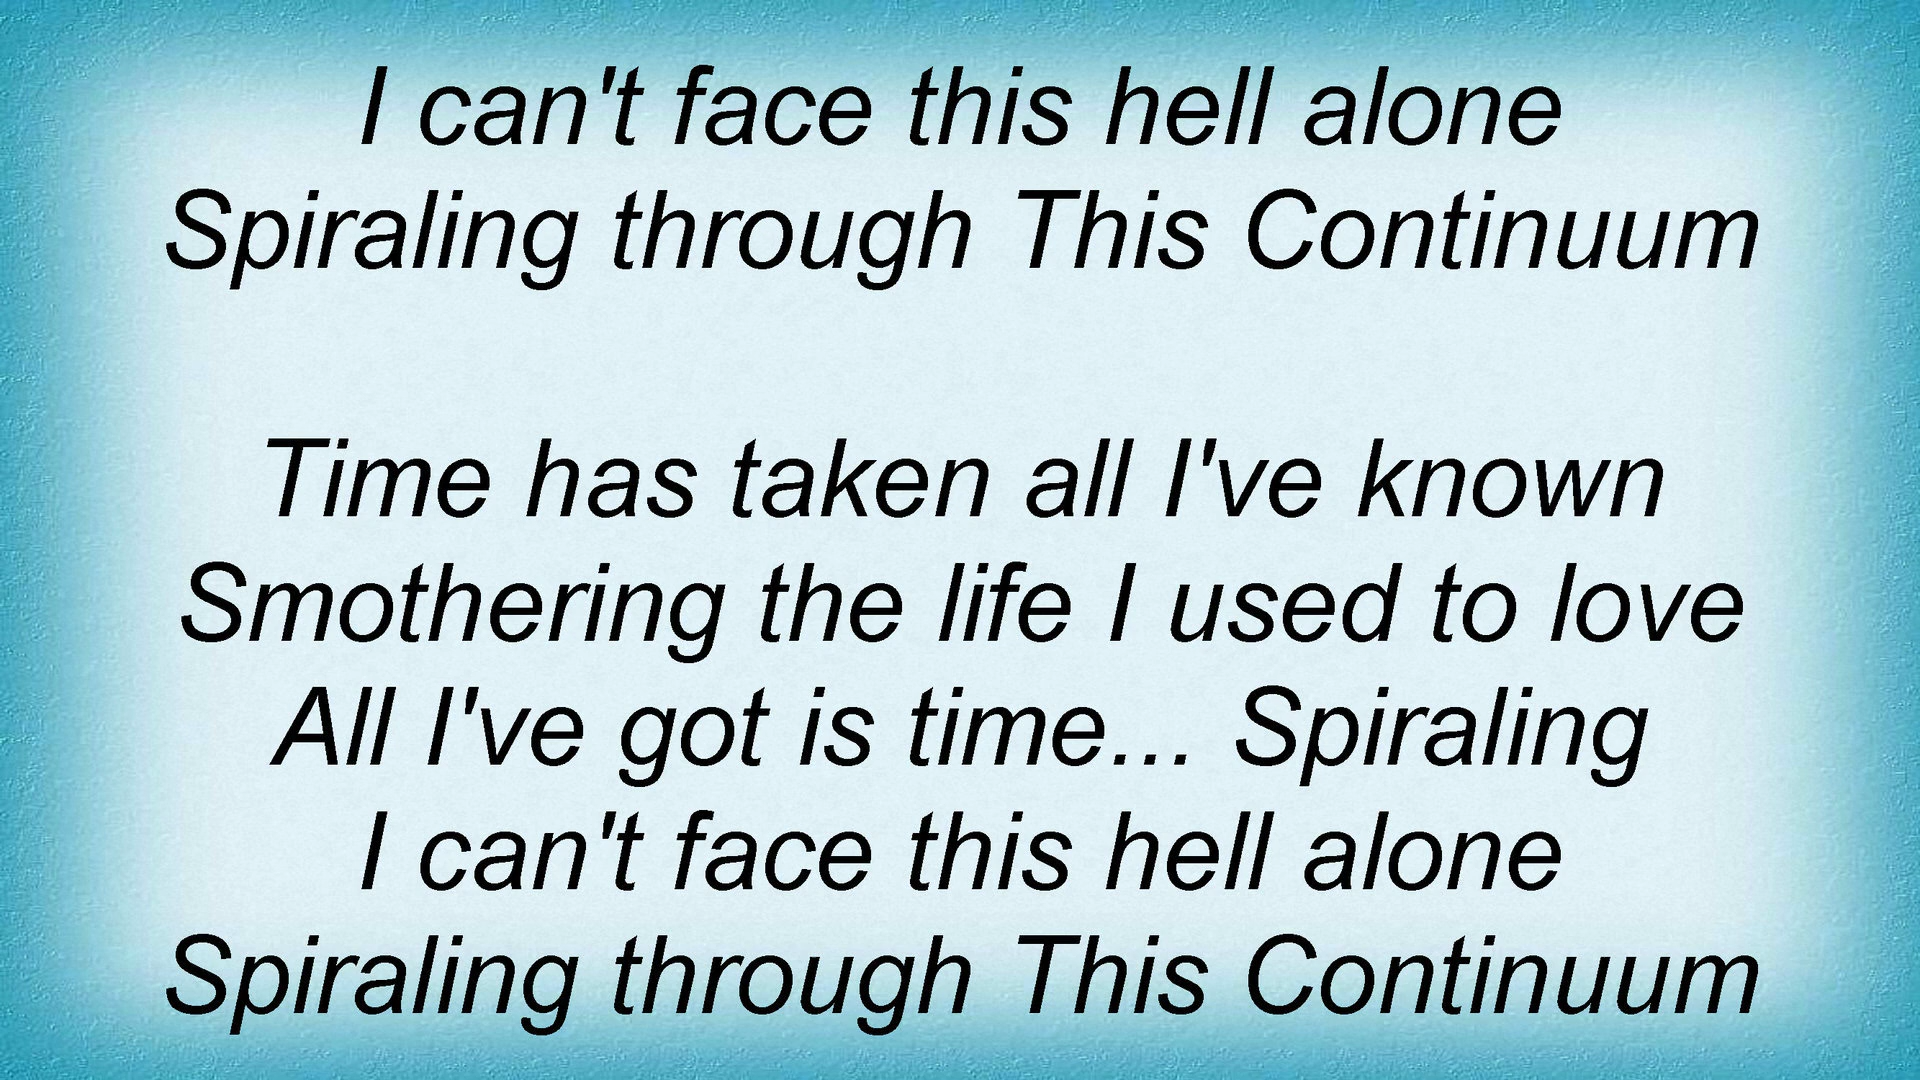 I can't face this hell alone
Spiraling through This Continuum
Time has taken all I've known
Smothering the life I used to love
All I've got is time... Spiraling
I can't face this hell alone
Spiraling through This Continuum